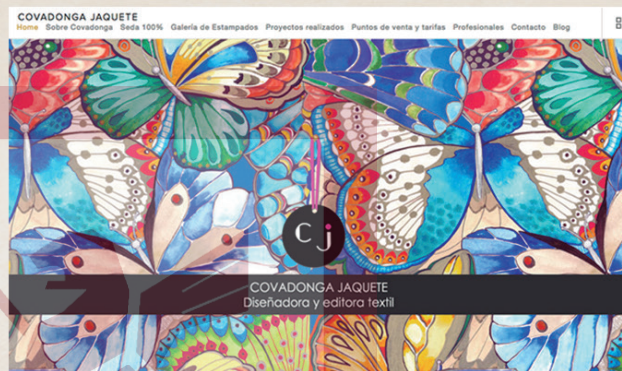 COVADONGA JAQUETE
Home Sobre Covadonga Seda 100% Galería de Estampados Proyectos realizados Puntos de venta y tarifas Profesionales Contacto Blog
C j
COVADONGA JAQUETE
Diseñadora y editora textil